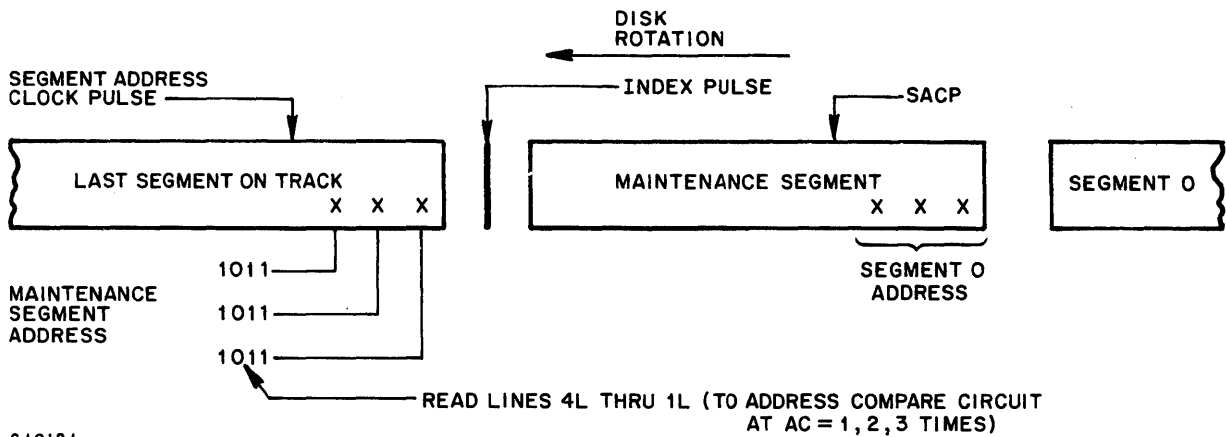 DISK
ROTATION
SEGMENT ADDRESS
CLOCK PULSE
INDEX PULSE
SACP
LAST SEGMENT ON TRACK
X X X
MAINTENANCE SEGMENT
X X X
SEGMENT 0
1011
MAINTENANCE
SEGMENT
ADDRESS
1011
1011
SEGMENT 0
ADDRESS
READ LINES 4L THRU 1L (TO ADDRESS COMPARE CIRCUIT
AT AC = 1, 2, 3 TIMES)